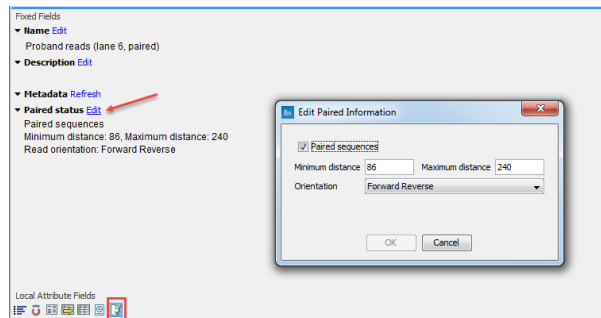 Fixed Fields
Name Edit
Proband reads (lane 6, paired)
Description Edit
Metadata Refresh
Paired status Edit
Paired sequences
Minimum distance: 86, Maximum distance: 240
Read orientation: Forward Reverse
Bx Edit Paired Information
Paired sequences
Minimum distance 86 Maximum distance 240
Orientation Forward Reverse
OK Cancel
Local Attribute Fields